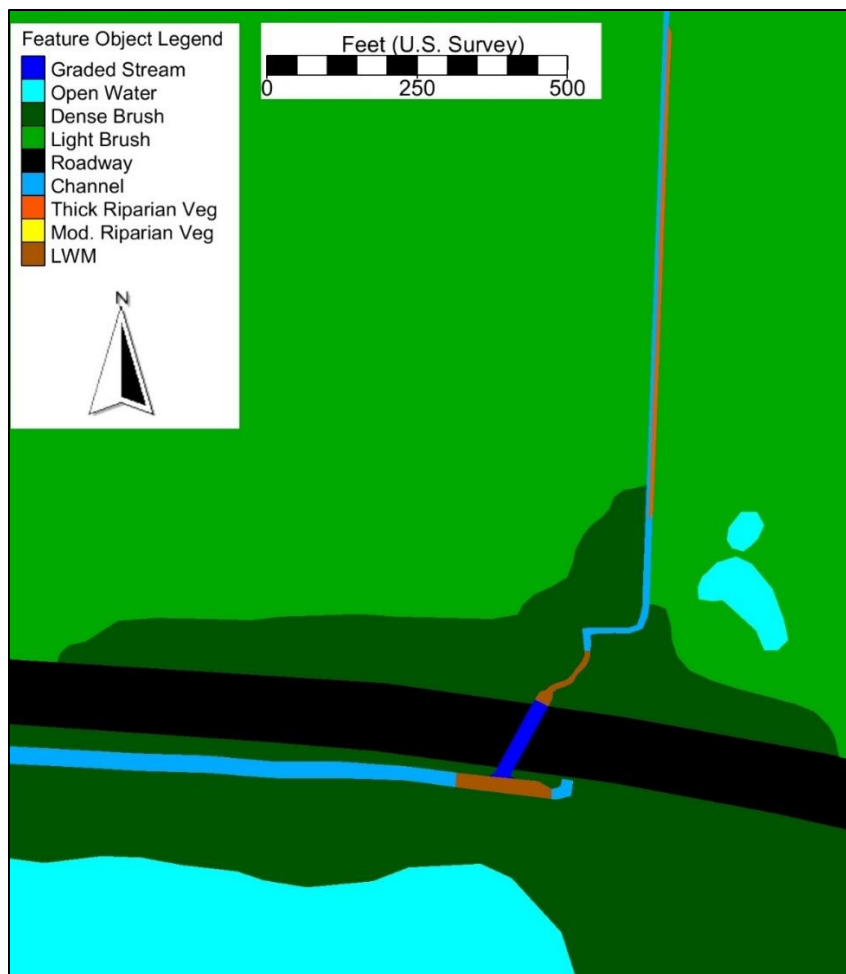 Feature Object Legend
Graded Stream
Open Water
Dense Brush
Light Brush
Roadway
Channel
Thick Riparian Veg
Mod. Riparian Veg
LWM
N
Feet (U.S. Survey)
0 250 500